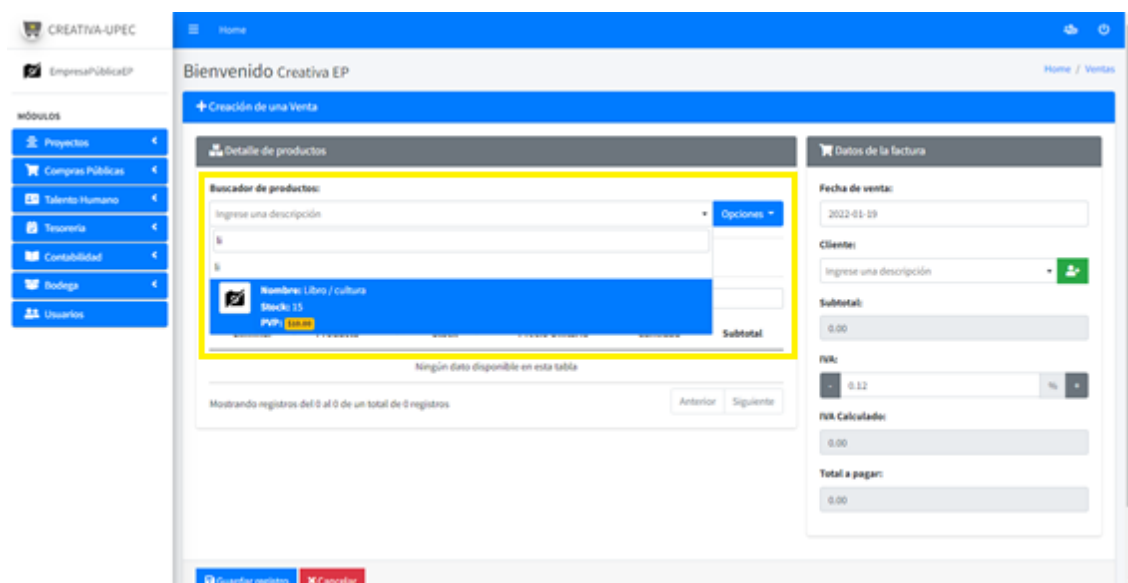 CREATIVA-UPEC
Home
EmpresaPúblicaEP
Bienvenido Creativa EP
Home / Ventas
MÓDULOS
Proyectos
Compras Públicas
Talento Humano
Tesorería
Contabilidad
Bodega
Usuarios
Creación de una Venta
Detalle de productos
Buscador de productos:
Ingrese una descripción
Opciones
li
li
Nombre: Libro / cultura
Stock: 15
PVP:
Subtotal
Ningún dato disponible en esta tabla
Mostrando registros del 0 al 0 de un total de 0 registros
Anterior
Siguiente
Datos de la factura
Fecha de venta:
2022-01-19
Cliente:
Ingrese una descripción
Subtotal:
0.00
IVA:
- 0.12 % +
IVA Calculado:
0.00
Total a pagar:
0.00
Guardar registro
Cancelar